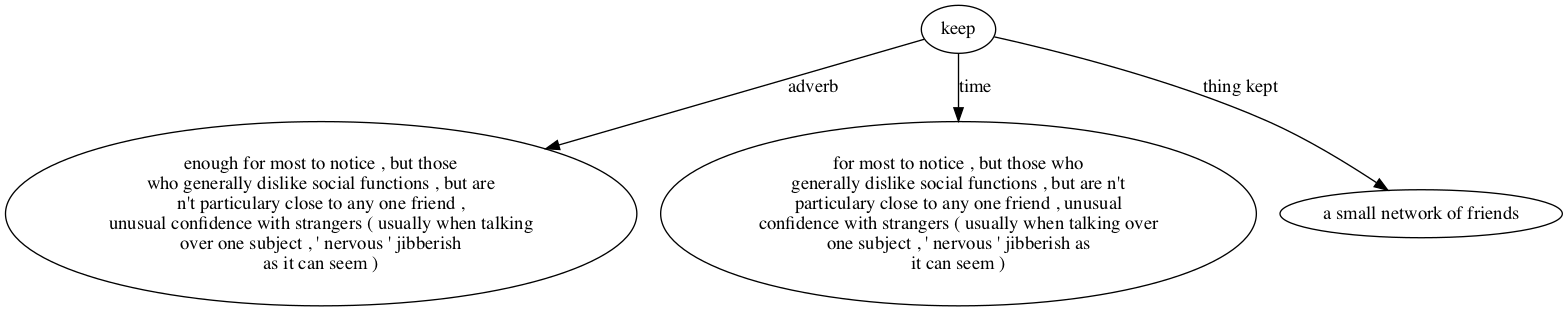 keep
adverb
time
thing kept
enough for most to notice , but those
who generally dislike social functions , but are
n't particulary close to any one friend ,
unusual confidence with strangers ( usually when talking
over one subject , ' nervous ' jibberish
as it can seem )
for most to notice , but those who
generally dislike social functions , but are n't
particulary close to any one friend , unusual
confidence with strangers ( usually when talking over
one subject , ' nervous ' jibberish as
it can seem )
a small network of friends